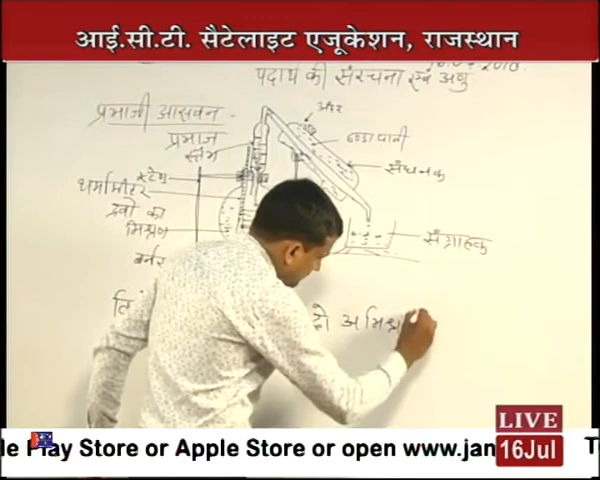 आई.सी.टी. सैटेलाइट एजूकेशन, राजस्थान
पदार्थ की संरचना एवं अणु
प्रभाजी आसवन -
प्रभाज
स्तंभ
ठण्डा पानी
संघनक
थर्मामीटर
द्रवों का
मिश्रण
संग्राहक
बर्नर
दो अमिश्र
LIVE
16Jul
le Play Store or Apple Store or open www.jan